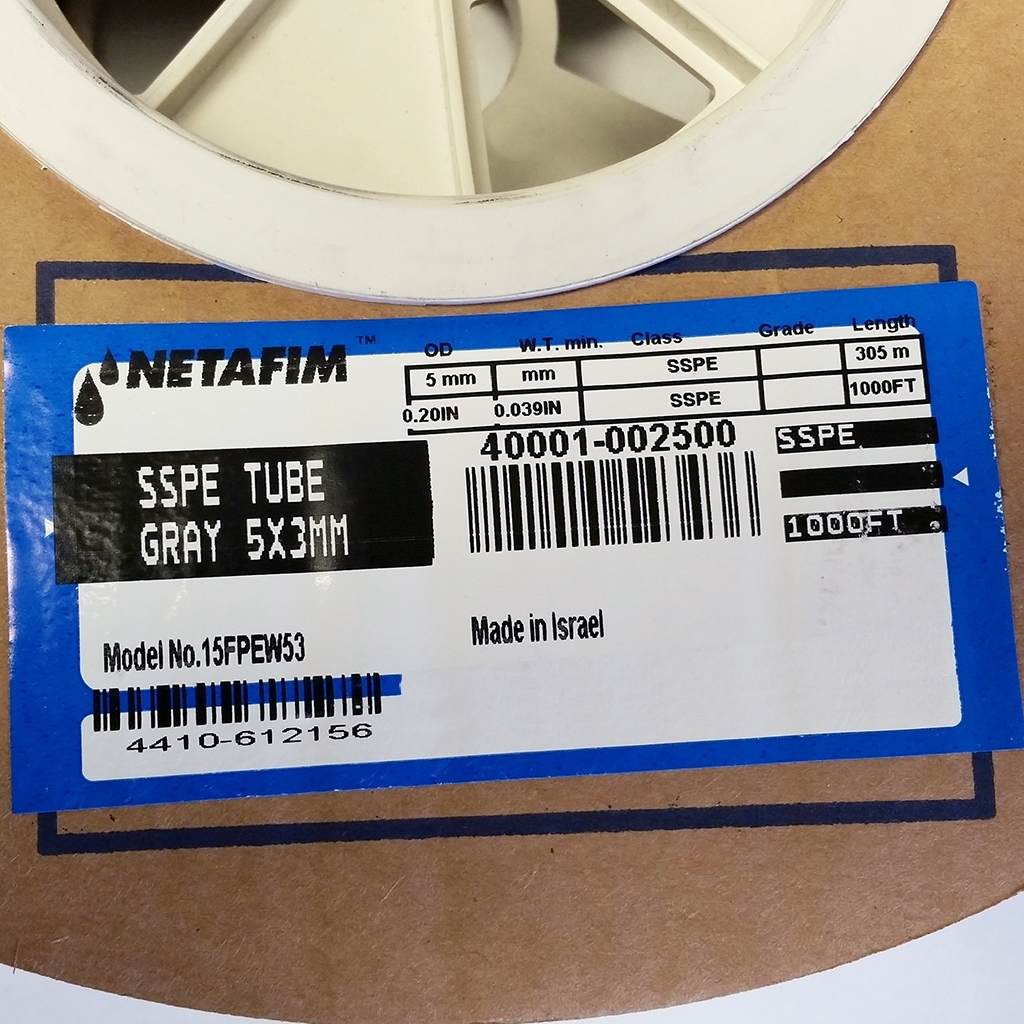 NETAFIM™
OD W.T. min. Class Grade Length
5 mm mm SSPE 305 m
0.20IN 0.039IN SSPE 1000FT
40001-002500
SSPE
1000FT
SSPE TUBE
GRAY 5X3MM
Made in Israel
Model No.15FPEW53
4410-612156